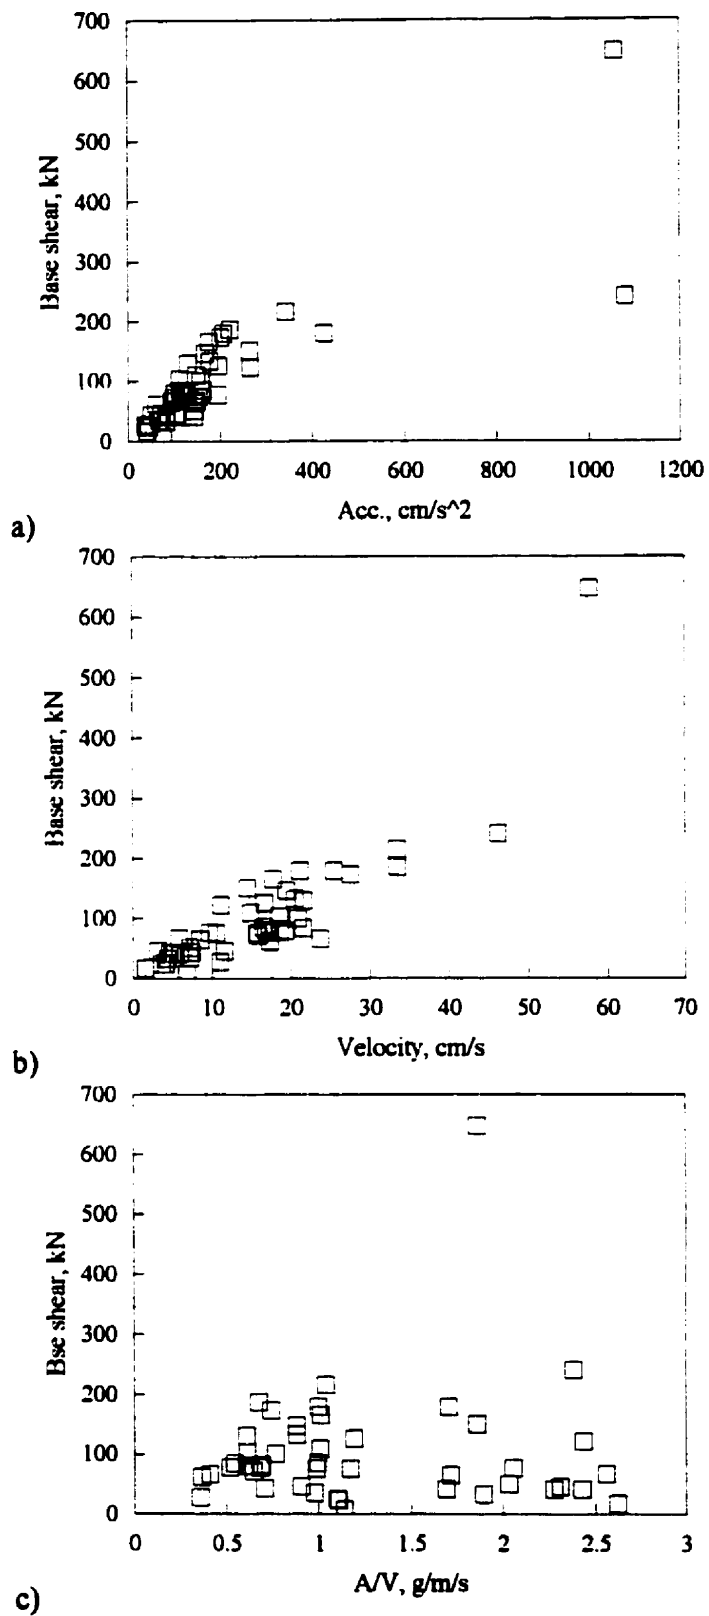 700
600
500
400
300
200
100
0
Base shear, kN
0 200 400 600 800 1000 1200
Acc., cm/s^2
a)
700
600
500
400
300
200
100
0
Base shear, kN
0 10 20 30 40 50 60 70
Velocity, cm/s
b)
700
600
500
400
300
200
100
0
Bse shear, kN
0 0.5 1 1.5 2 2.5 3
A/V, g/m/s
c)